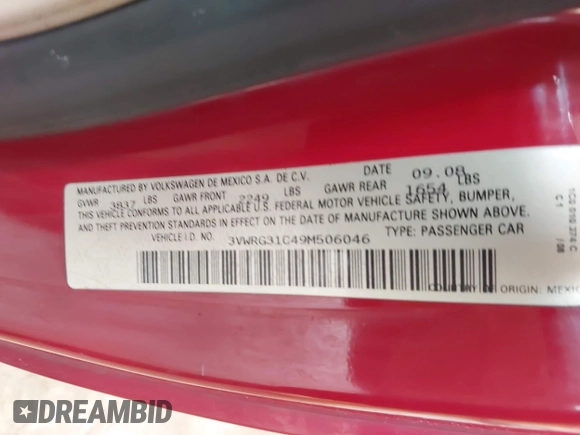 MANUFACTURED BY VOLKSWAGEN DE MEXICO S.A. DE C.V. DATE 09.08
GVWR 3837 LBS GAWR FRONT 2249 LBS GAWR REAR 1654 LBS
THIS VEHICLE CONFORMS TO ALL APPLICABLE U.S. FEDERAL MOTOR VEHICLE SAFETY, BUMPER,
AND THEFT PREVENTION STANDARDS IN EFFECT ON THE DATE OF MANUFACTURE SHOWN ABOVE.
VEHICLE I.D. NO. 3VWRG31C49M506046 TYPE: PASSENGER CAR
COUNTRY OF ORIGIN: MEXICO
DREAMBID